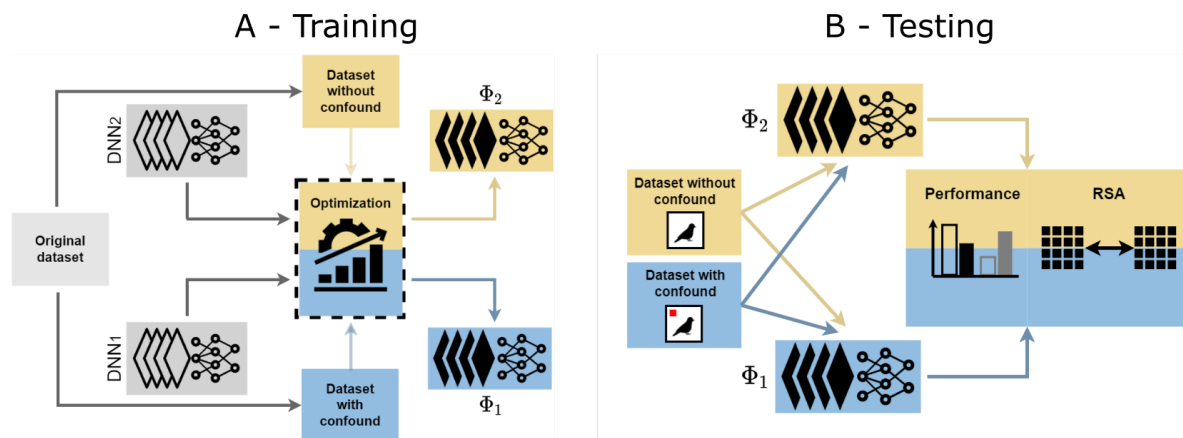 A - Training
Dataset
without
confound
Φ2
DNN2
Optimization
Original
dataset
DNN1
Dataset
with
confound
Φ1
B - Testing
Φ2
Dataset without
confound
Performance
RSA
Dataset with
confound
Φ1